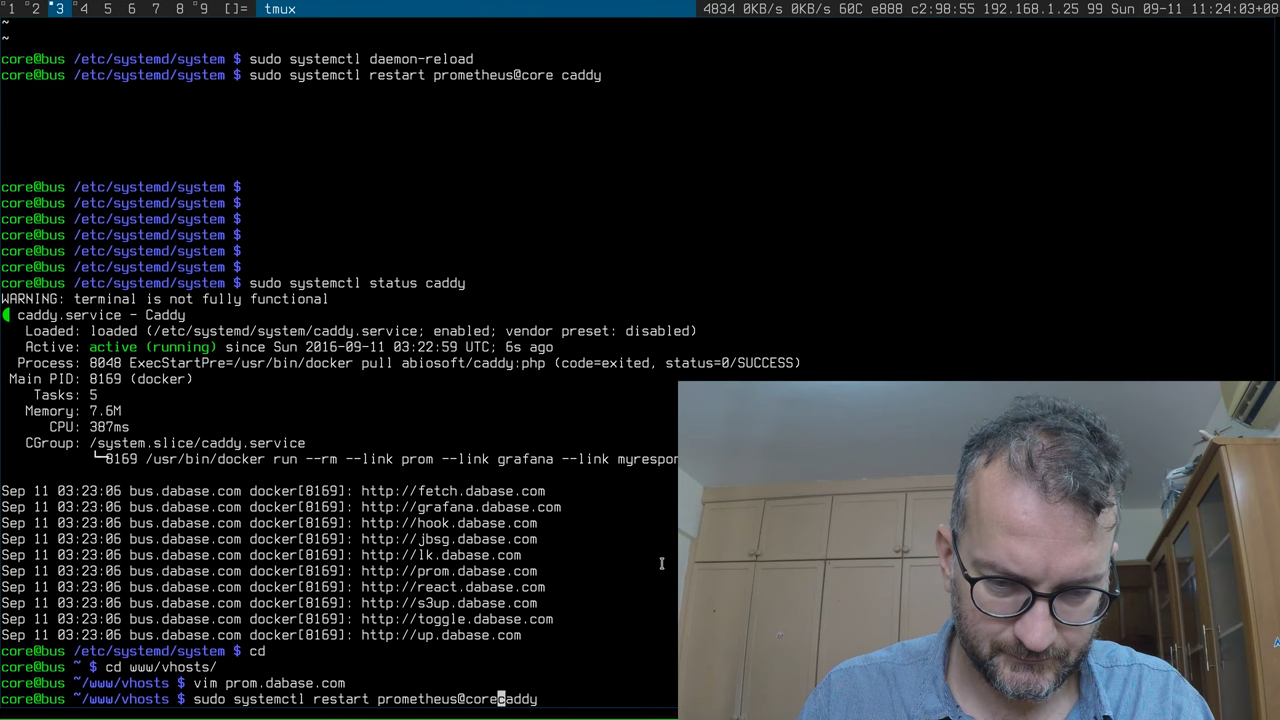 1 2 3 4 5 6 7 8 9 []= tmux 4834 0KB/s 0KB/s 60C e888 c2:98:55 192.168.1.25 99 Sun 09-11 11:24:03+08
~
~
core@bus /etc/systemd/system $ sudo systemctl daemon-reload
core@bus /etc/systemd/system $ sudo systemctl restart prometheus@core caddy
core@bus /etc/systemd/system $
core@bus /etc/systemd/system $
core@bus /etc/systemd/system $
core@bus /etc/systemd/system $
core@bus /etc/systemd/system $
core@bus /etc/systemd/system $
core@bus /etc/systemd/system $ sudo systemctl status caddy
WARNING: terminal is not fully functional
caddy.service - Caddy
Loaded: loaded (/etc/systemd/system/caddy.service; enabled; vendor preset: disabled)
Active: active (running) since Sun 2016-09-11 03:22:59 UTC; 6s ago
Process: 8048 ExecStartPre=/usr/bin/docker pull abiosoft/caddy:php (code=exited, status=0/SUCCESS)
Main PID: 8169 (docker)
Tasks: 5
Memory: 7.6M
CPU: 387ms
CGroup: /system.slice/caddy.service
└─8169 /usr/bin/docker run --rm --link prom --link grafana --link myrespon
Sep 11 03:23:06 bus.dabase.com docker[8169]: http://fetch.dabase.com
Sep 11 03:23:06 bus.dabase.com docker[8169]: http://grafana.dabase.com
Sep 11 03:23:06 bus.dabase.com docker[8169]: http://hook.dabase.com
Sep 11 03:23:06 bus.dabase.com docker[8169]: http://jbsg.dabase.com
Sep 11 03:23:06 bus.dabase.com docker[8169]: http://lk.dabase.com
Sep 11 03:23:06 bus.dabase.com docker[8169]: http://prom.dabase.com
Sep 11 03:23:06 bus.dabase.com docker[8169]: http://react.dabase.com
Sep 11 03:23:06 bus.dabase.com docker[8169]: http://s3up.dabase.com
Sep 11 03:23:06 bus.dabase.com docker[8169]: http://toggle.dabase.com
Sep 11 03:23:06 bus.dabase.com docker[8169]: http://up.dabase.com
core@bus /etc/systemd/system $ cd
core@bus ~ $ cd www/vhosts/
core@bus ~/www/vhosts $ vim prom.dabase.com
core@bus ~/www/vhosts $ sudo systemctl restart prometheus@corecaddy